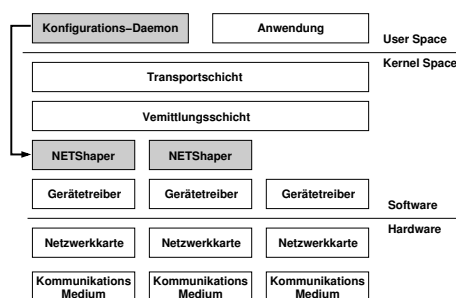 Konfigurations-Daemon
Anwendung
User Space
Kernel Space
Transportschicht
Vemittlungsschicht
NETShaper
NETShaper
Gerätetreiber
Gerätetreiber
Gerätetreiber
Software
Hardware
Netzwerkkarte
Netzwerkkarte
Netzwerkkarte
Kommunikations
Medium
Kommunikations
Medium
Kommunikations
Medium